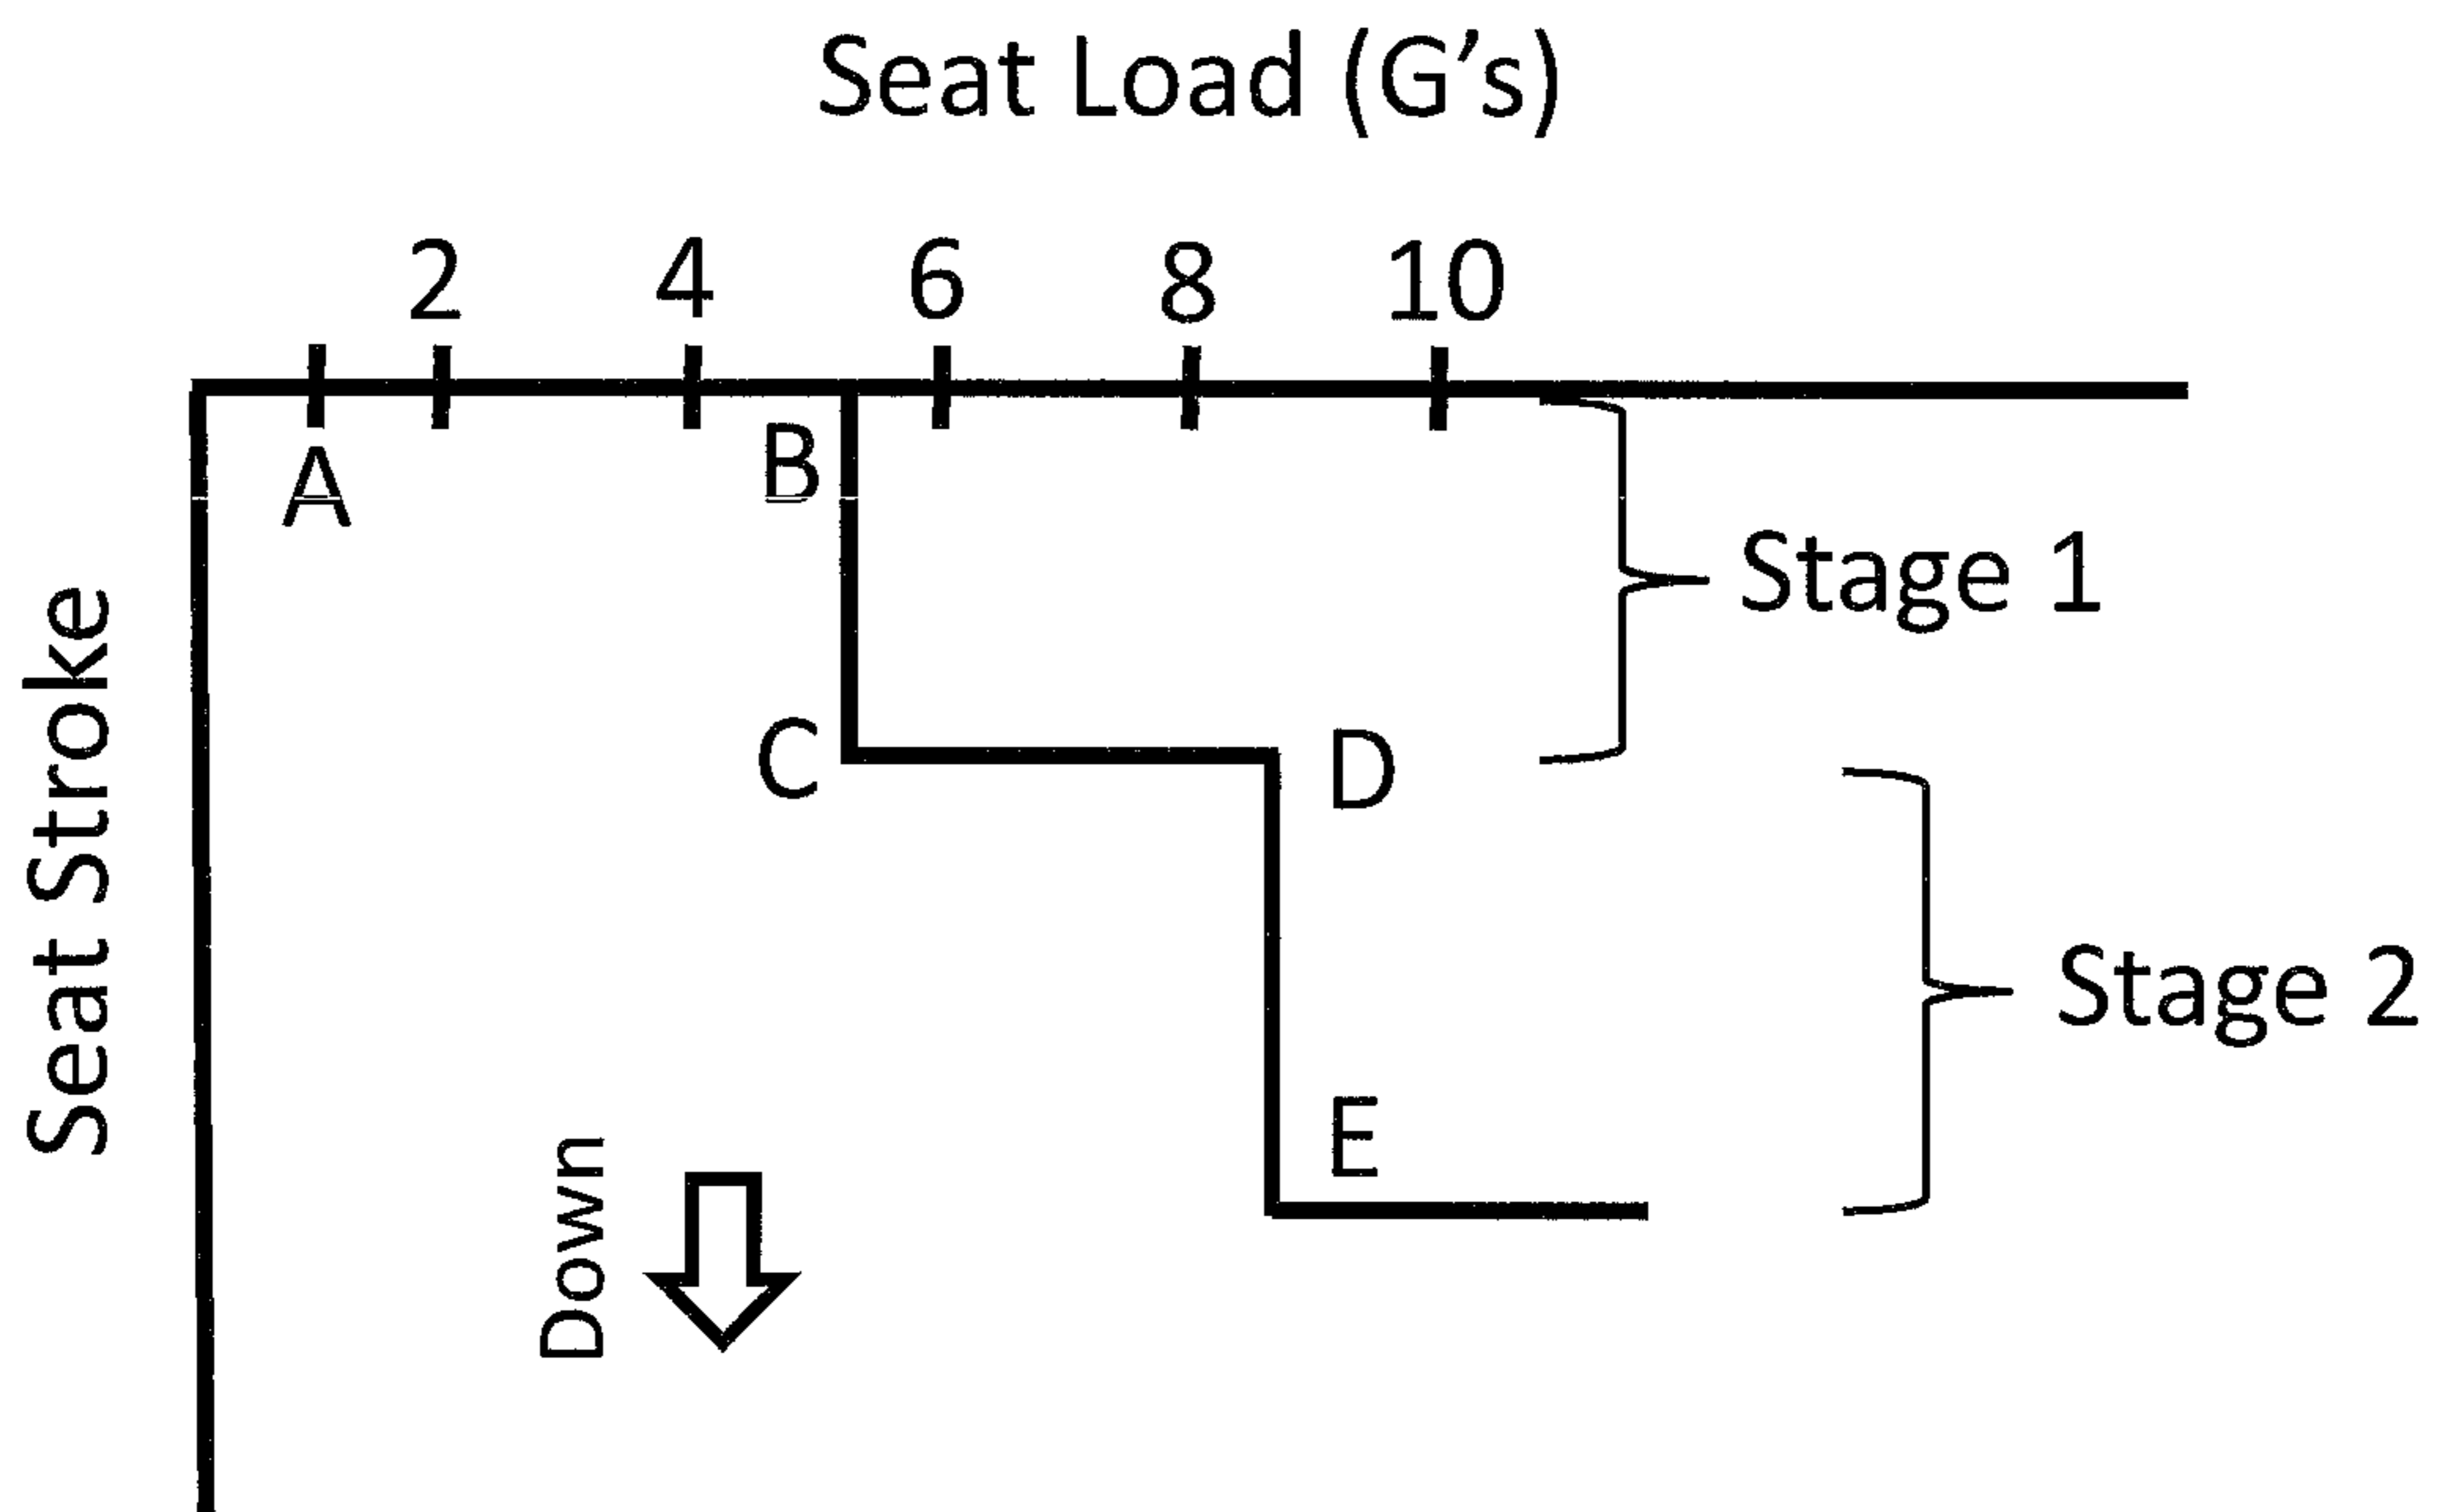 Seat Load (G’s)
2 4 6 8 10
A
B
Stage 1
C
D
Seat Stroke
Stage 2
E
Down